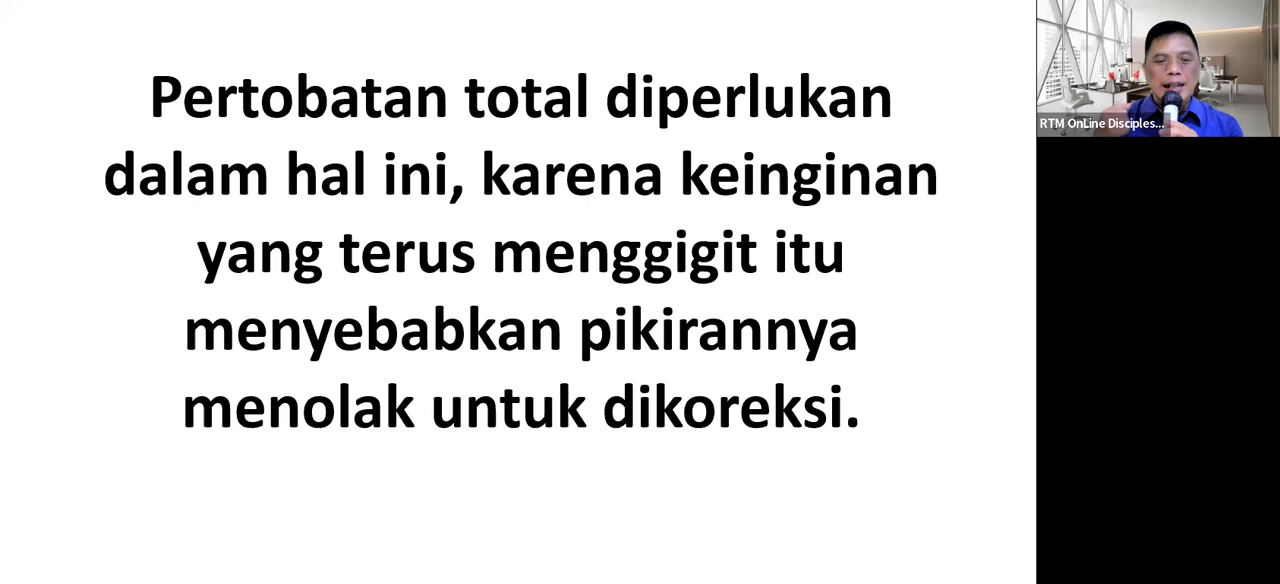 Pertobatan total diperlukan
dalam hal ini, karena keinginan
yang terus menggigit itu
menyebabkan pikirannya
menolak untuk dikoreksi.
RTM OnLine Disciples...